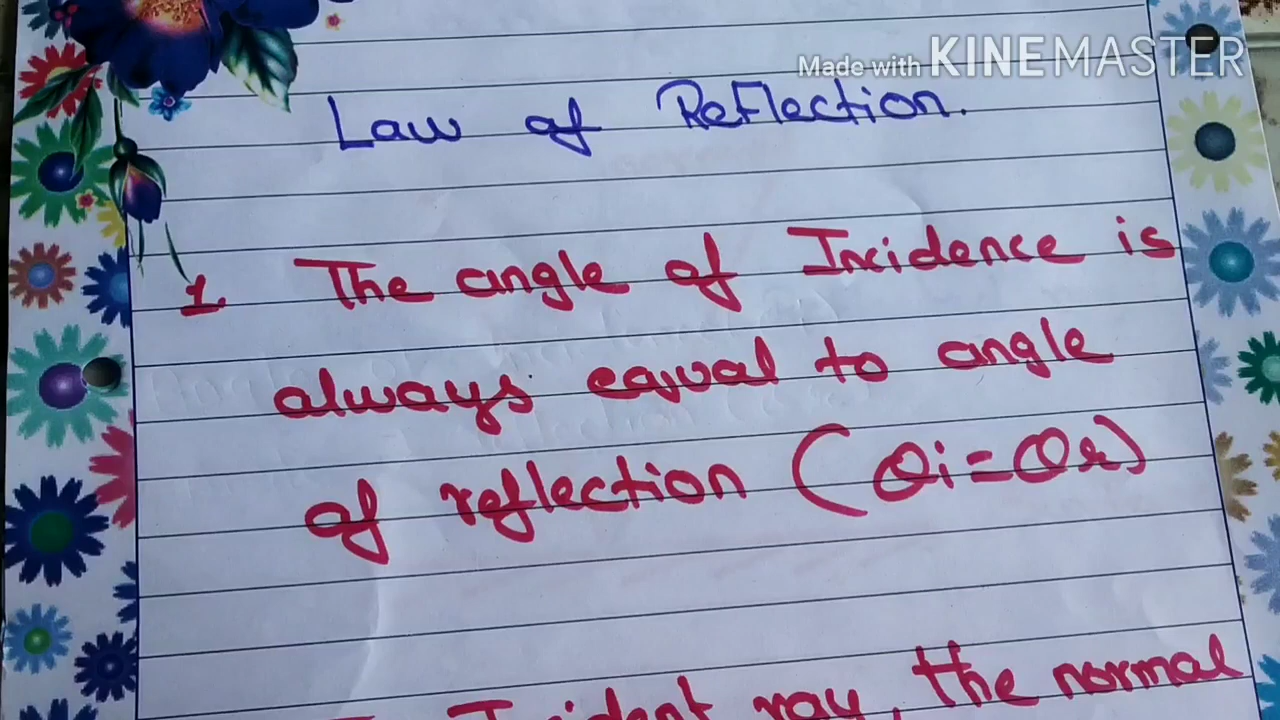 Made with KINEMASTER
Law of Reflection.
1. The angle of Incidence is
always equal to angle
of reflection (θi=θr)
Incident ray, the normal